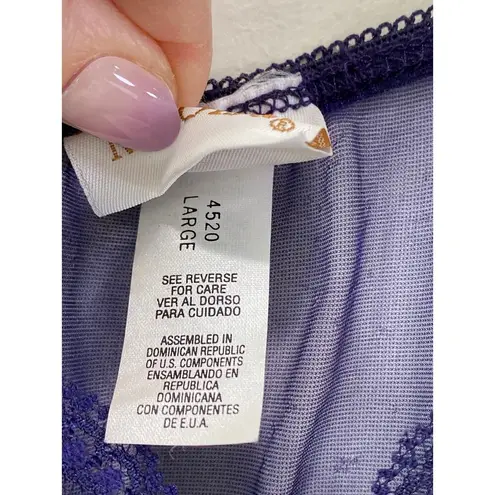 4520
LARGE
SEE REVERSE
FOR CARE
VER AL DORSO
PARA CUIDADO
ASSEMBLED IN
DOMINICAN REPUBLIC
OF U.S. COMPONENTS
ENSAMBLANDO EN
REPUBLICA
DOMINICANA
CON COMPONENTES
DE E.U.A.